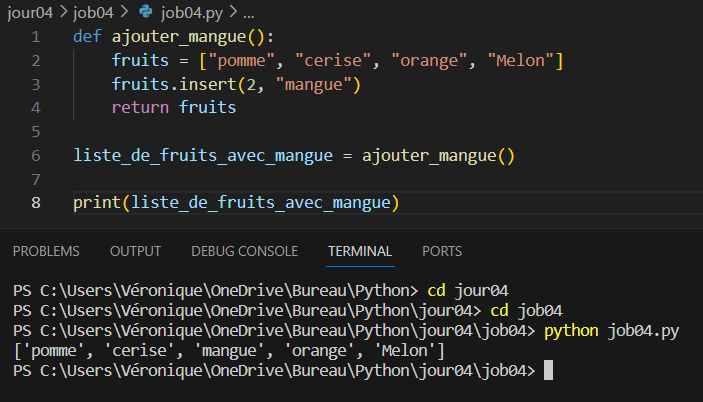 jour04 > job04 > job04.py > ...
1 def ajouter_mangue():
2     fruits = ["pomme", "cerise", "orange", "Melon"]
3     fruits.insert(2, "mangue")
4     return fruits
5
6 liste_de_fruits_avec_mangue = ajouter_mangue()
7
8 print(liste_de_fruits_avec_mangue)
PROBLEMS OUTPUT DEBUG CONSOLE TERMINAL PORTS
PS C:\Users\Véronique\OneDrive\Bureau\Python> cd jour04
PS C:\Users\Véronique\OneDrive\Bureau\Python\jour04> cd job04
PS C:\Users\Véronique\OneDrive\Bureau\Python\jour04\job04> python job04.py
['pomme', 'cerise', 'mangue', 'orange', 'Melon']
PS C:\Users\Véronique\OneDrive\Bureau\Python\jour04\job04>